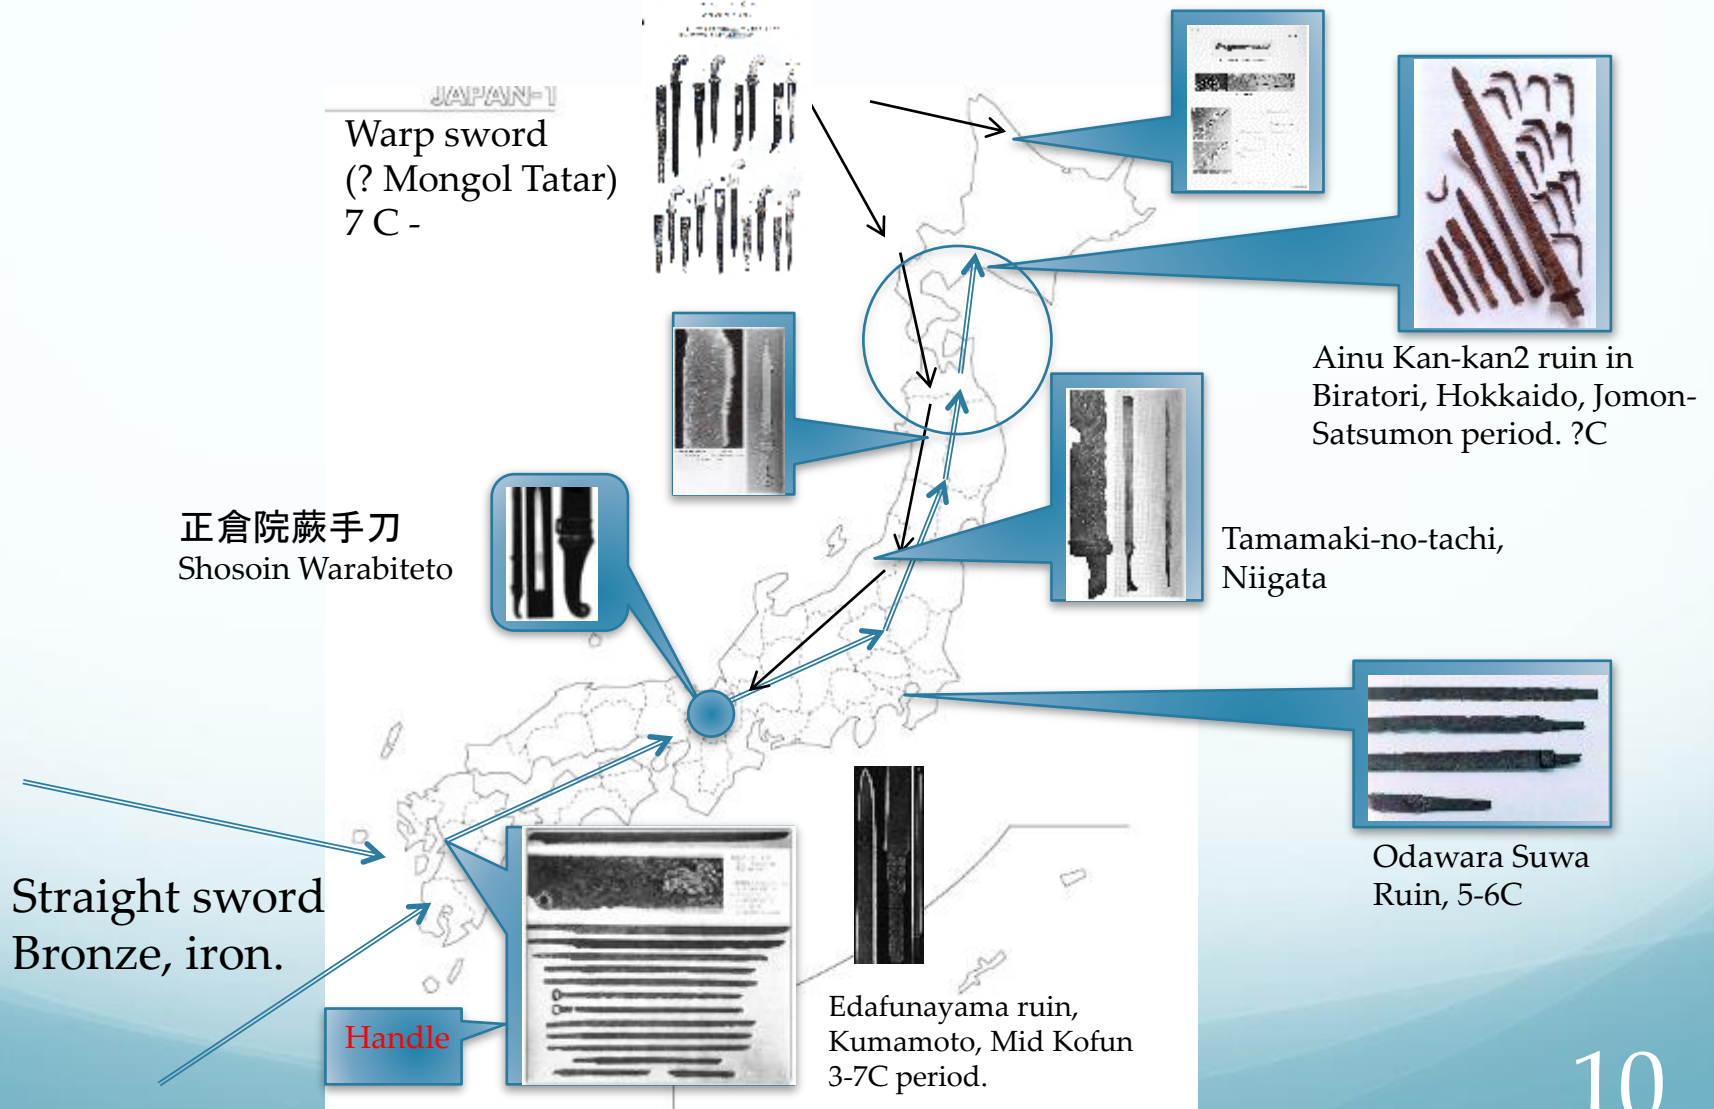 JAPAN-1
Warp sword
(? Mongol Tatar)
7 C -
Ainu Kan-kan2 ruin in
Biratori, Hokkaido, Jomon-
Satsumon period. ?C
正倉院蕨手刀
Shosoin Warabiteto
Tamamaki-no-tachi,
Niigata
Straight sword
Bronze, iron.
Handle
Edafunayama ruin,
Kumamoto, Mid Kofun
3-7C period.
Odawara Suwa
Ruin, 5-6C
10